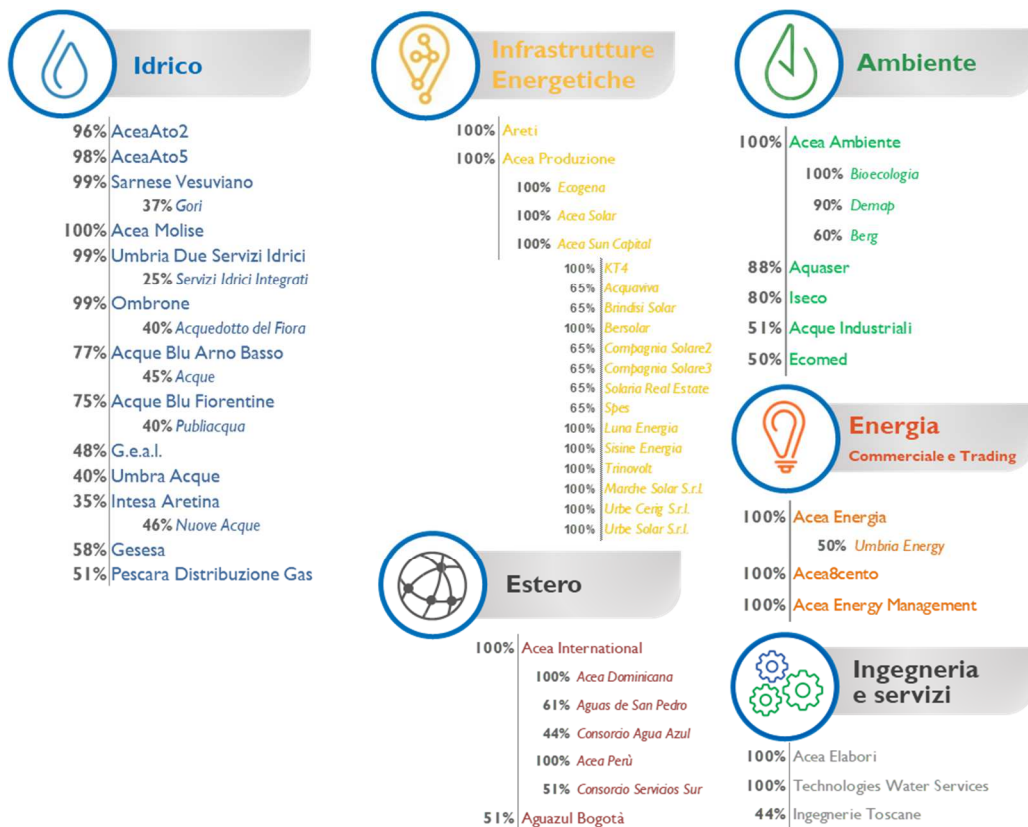 Idrico
96% AceaAto2
98% AceaAto5
99% Sarnese Vesuviano
37% Gori
100% Acea Molise
99% Umbria Due Servizi Idrici
25% Servizi Idrici Integrati
99% Ombrone
40% Acquedotto del Fiora
77% Acque Blu Arno Basso
45% Acque
75% Acque Blu Fiorentine
40% Publiacqua
48% G.e.a.l.
40% Umbra Acque
35% Intesa Aretina
46% Nuove Acque
58% Gesesa
51% Pescara Distribuzione Gas
Infrastrutture
Energetiche
100% Areti
100% Acea Produzione
100% Ecogena
100% Acea Solar
100% Acea Sun Capital
100% KT4
65% Acquaviva
65% Brindisi Solar
100% Bersolar
65% Compagnia Solare2
65% Compagnia Solare3
65% Solaria Real Estate
65% Spes
100% Luna Energia
100% Sisine Energia
100% Trinovolt
100% Marche Solar S.r.l.
100% Urbe Cerig S.r.l.
100% Urbe Solar S.r.l.
Estero
100% Acea International
100% Acea Dominicana
61% Aguas de San Pedro
44% Consorcio Agua Azul
100% Acea Perù
51% Consorcio Servicios Sur
51% Aguazul Bogotà
Ambiente
100% Acea Ambiente
100% Bioecologia
90% Demap
60% Berg
88% Aquaser
80% Iseco
51% Acque Industriali
50% Ecomed
Energia
Commerciale e Trading
100% Acea Energia
50% Umbria Energy
100% Acea8cento
100% Acea Energy Management
Ingegneria
e servizi
100% Acea Elabori
100% Technologies Water Services
44% Ingegnerie Toscane